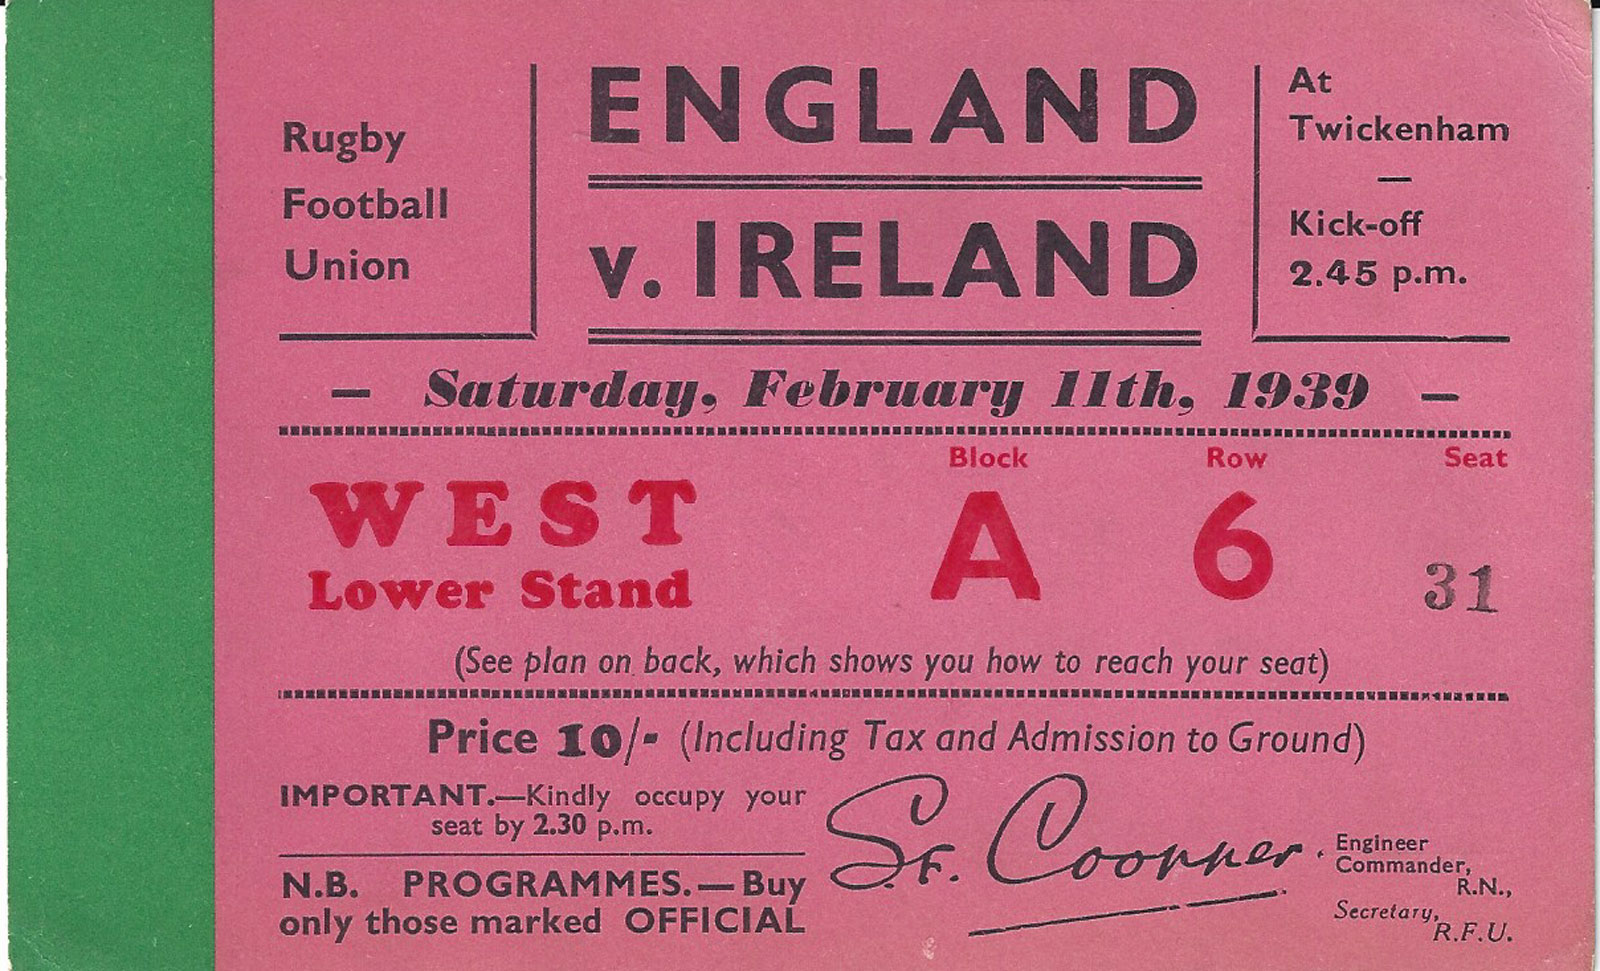 Rugby
Football
Union
ENGLAND
v. IRELAND
At
Twickenham
—
Kick-off
2.45 p.m.
— Saturday, February 11th, 1939 —
WEST
Lower Stand
Block
A
Row
6
Seat
31
(See plan on back, which shows you how to reach your seat)
Price 10/- (Including Tax and Admission to Ground)
IMPORTANT.—Kindly occupy your
seat by 2.30 p.m.
N.B. PROGRAMMES.—Buy
only those marked OFFICIAL
S.F. Coopper.
Engineer
Commander,
R.N.,
Secretary,
R.F.U.